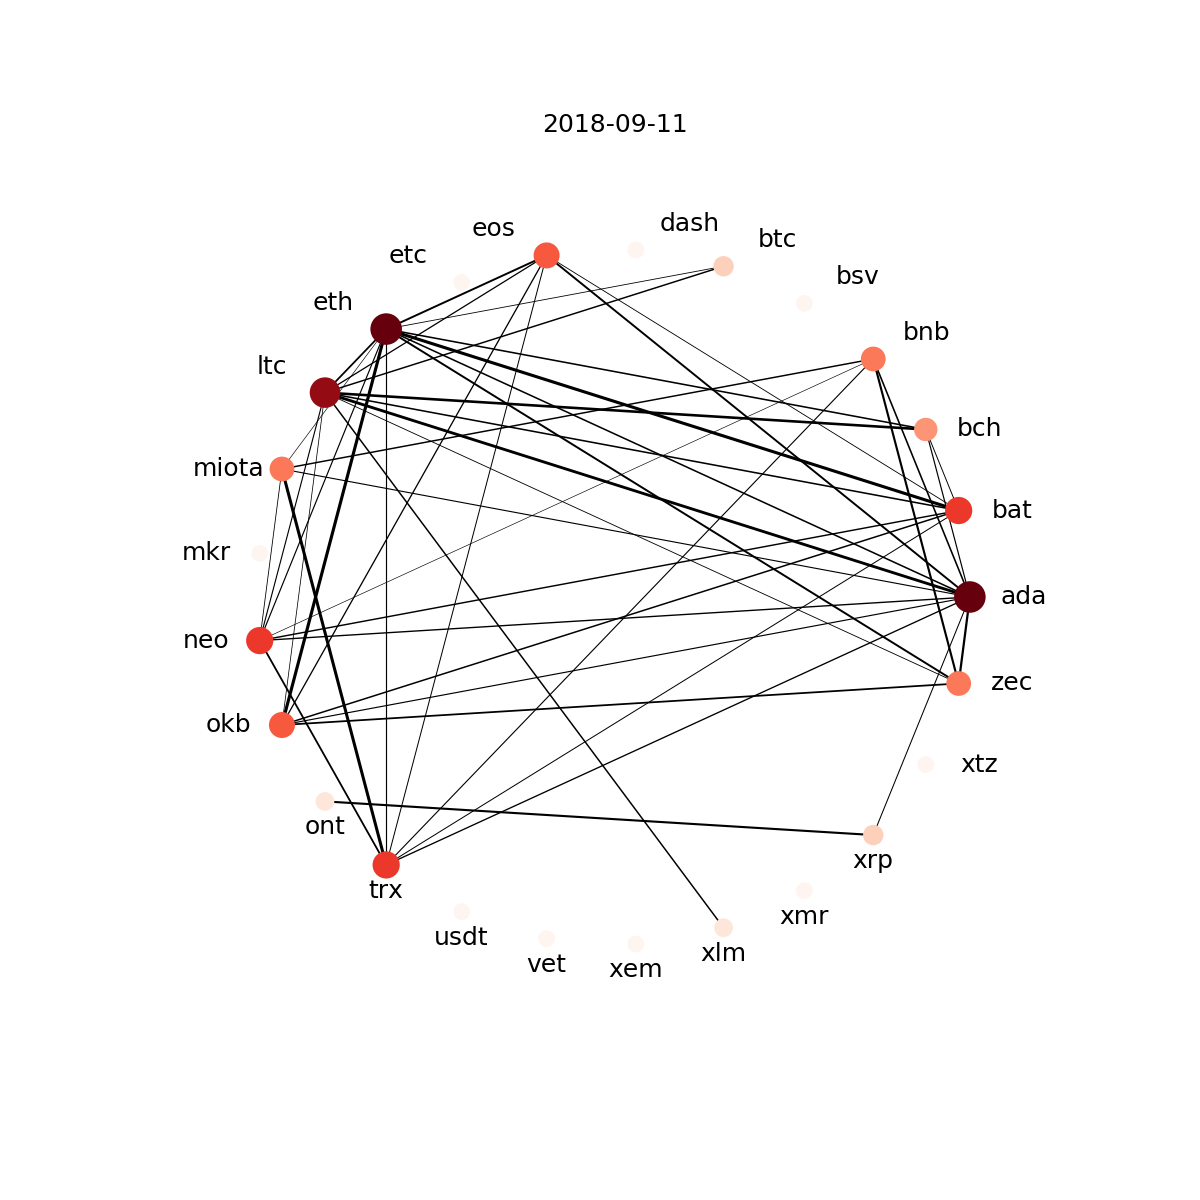 2018-09-11
dash
eos
btc
etc
bsv
eth
bnb
ltc
bch
miota
bat
mkr
ada
neo
zec
okb
xtz
ont
xrp
trx
xmr
usdt
xlm
vet
xem